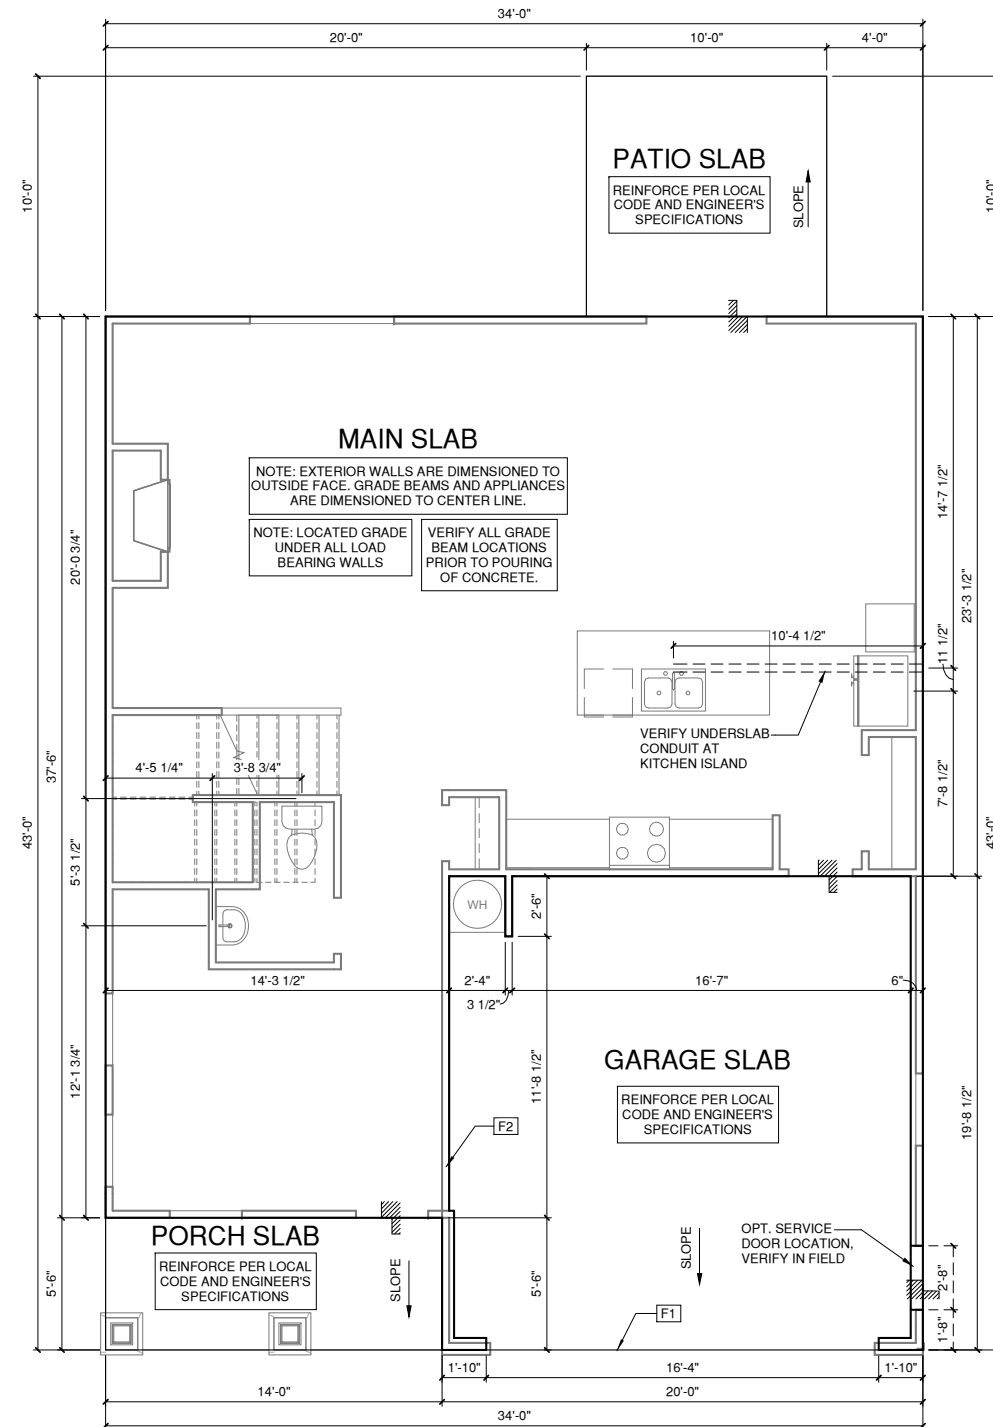 34'-0"
20'-0"
10'-0"
4'-0"
PATIO SLAB
REINFORCE PER LOCAL
CODE AND ENGINEER'S
SPECIFICATIONS
SLOPE
10'-0"
10'-0"
MAIN SLAB
NOTE: EXTERIOR WALLS ARE DIMENSIONED TO
OUTSIDE FACE. GRADE BEAMS AND APPLIANCES
ARE DIMENSIONED TO CENTER LINE.
NOTE: LOCATED GRADE
UNDER ALL LOAD
BEARING WALLS
VERIFY ALL GRADE
BEAM LOCATIONS
PRIOR TO POURING
OF CONCRETE.
20'-0 3/4"
14'-7 1/2"
23'-3 1/2"
10'-4 1/2"
11 1/2"
VERIFY UNDERSLAB
CONDUIT AT
KITCHEN ISLAND
4'-5 1/4"
3'-8 3/4"
37'-6"
43'-0"
5'-3 1/2"
7'-8 1/2"
43'-0"
WH
2'-6"
14'-3 1/2"
2'-4"
3 1/2"
16'-7"
6"
12'-1 3/4"
11'-8 1/2"
GARAGE SLAB
REINFORCE PER LOCAL
CODE AND ENGINEER'S
SPECIFICATIONS
F2
19'-8 1/2"
PORCH SLAB
REINFORCE PER LOCAL
CODE AND ENGINEER'S
SPECIFICATIONS
SLOPE
5'-6"
5'-6"
SLOPE
OPT. SERVICE
DOOR LOCATION,
VERIFY IN FIELD
2'-8"
1'-8"
F1
1'-10"
16'-4"
1'-10"
14'-0"
20'-0"
34'-0"